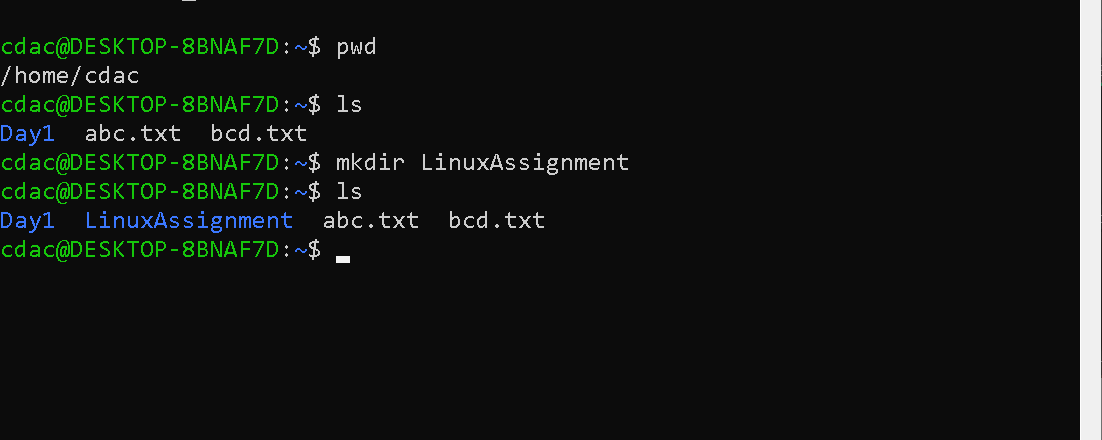 cdac@DESKTOP-8BNAF7D:~$ pwd
/home/cdac
cdac@DESKTOP-8BNAF7D:~$ ls
Day1  abc.txt  bcd.txt
cdac@DESKTOP-8BNAF7D:~$ mkdir LinuxAssignment
cdac@DESKTOP-8BNAF7D:~$ ls
Day1  LinuxAssignment  abc.txt  bcd.txt
cdac@DESKTOP-8BNAF7D:~$